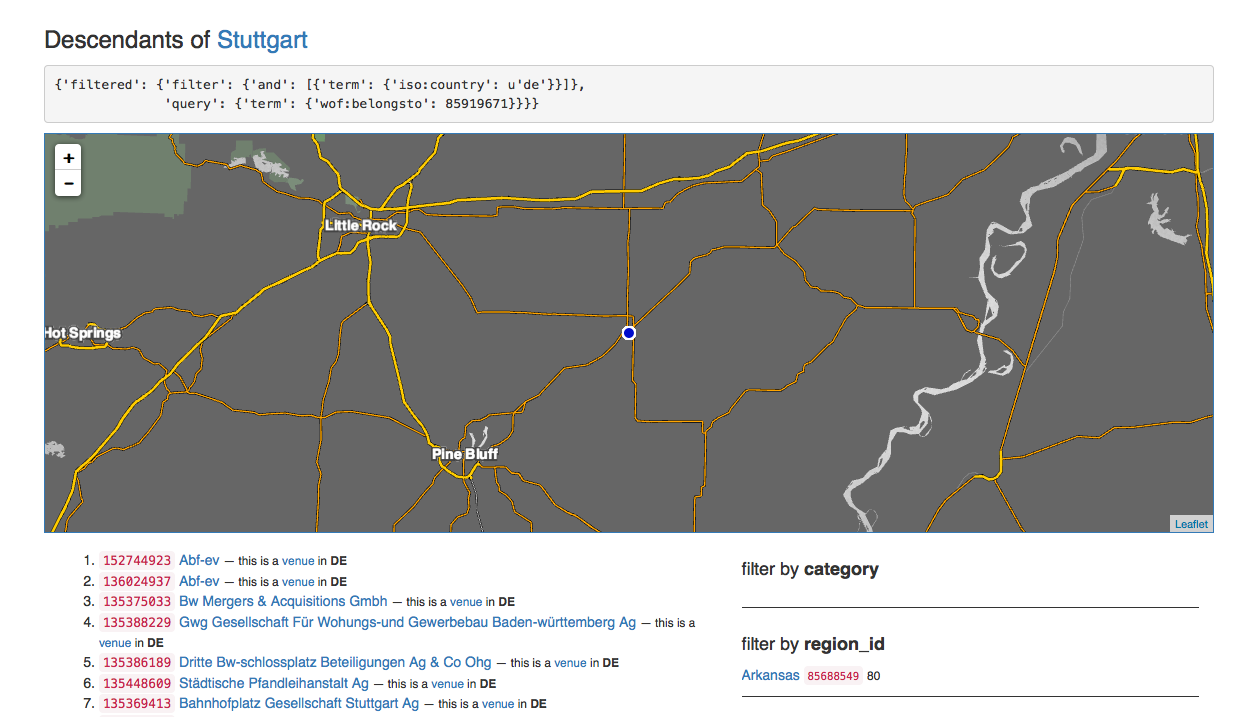 Descendants of Stuttgart
{'filtered': {'filter': {'and': [{'term': {'iso:country': u'de'}}]},
'query': {'term': {'wof:belongsto': 85919671}}}}
+
−
Little Rock
Hot Springs
Pine Bluff
Leaflet
1. 152744923 Abf-ev — this is a venue in DE
2. 136024937 Abf-ev — this is a venue in DE
3. 135375033 Bw Mergers & Acquisitions Gmbh — this is a venue in DE
4. 135388229 Gwg Gesellschaft Für Wohungs-und Gewerbebau Baden-württemberg Ag — this is a
venue in DE
5. 135386189 Dritte Bw-schlossplatz Beteiligungen Ag & Co Ohg — this is a venue in DE
6. 135448609 Städtische Pfandleihanstalt Ag — this is a venue in DE
7. 135369413 Bahnhofplatz Gesellschaft Stuttgart Ag — this is a venue in DE
filter by category
filter by region_id
Arkansas 85688549 80